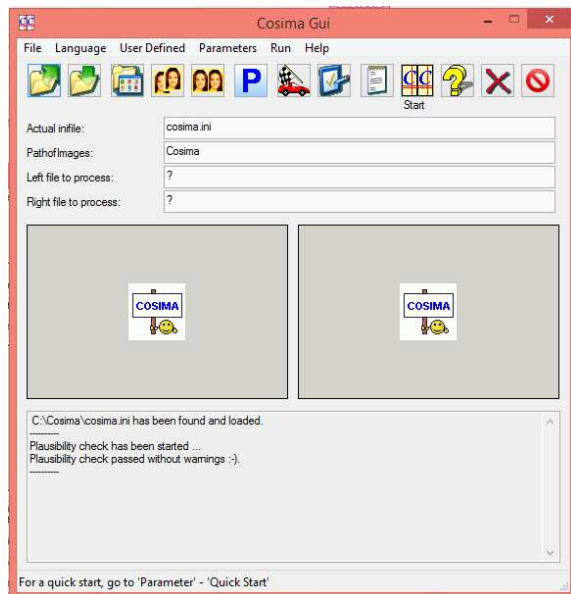 Cosima Gui
File Language User Defined Parameters Run Help
P CC
Start
Actual inifile: cosima.ini
PathofImages: Cosima
Left file to process: ?
Right file to process: ?
COSIMA COSIMA
C:\Cosima\cosima.ini has been found and loaded.
----------
Plausibility check has been started ...
Plausibility check passed without warnings :-).
----------
For a quick start, go to 'Parameter' - 'Quick Start'